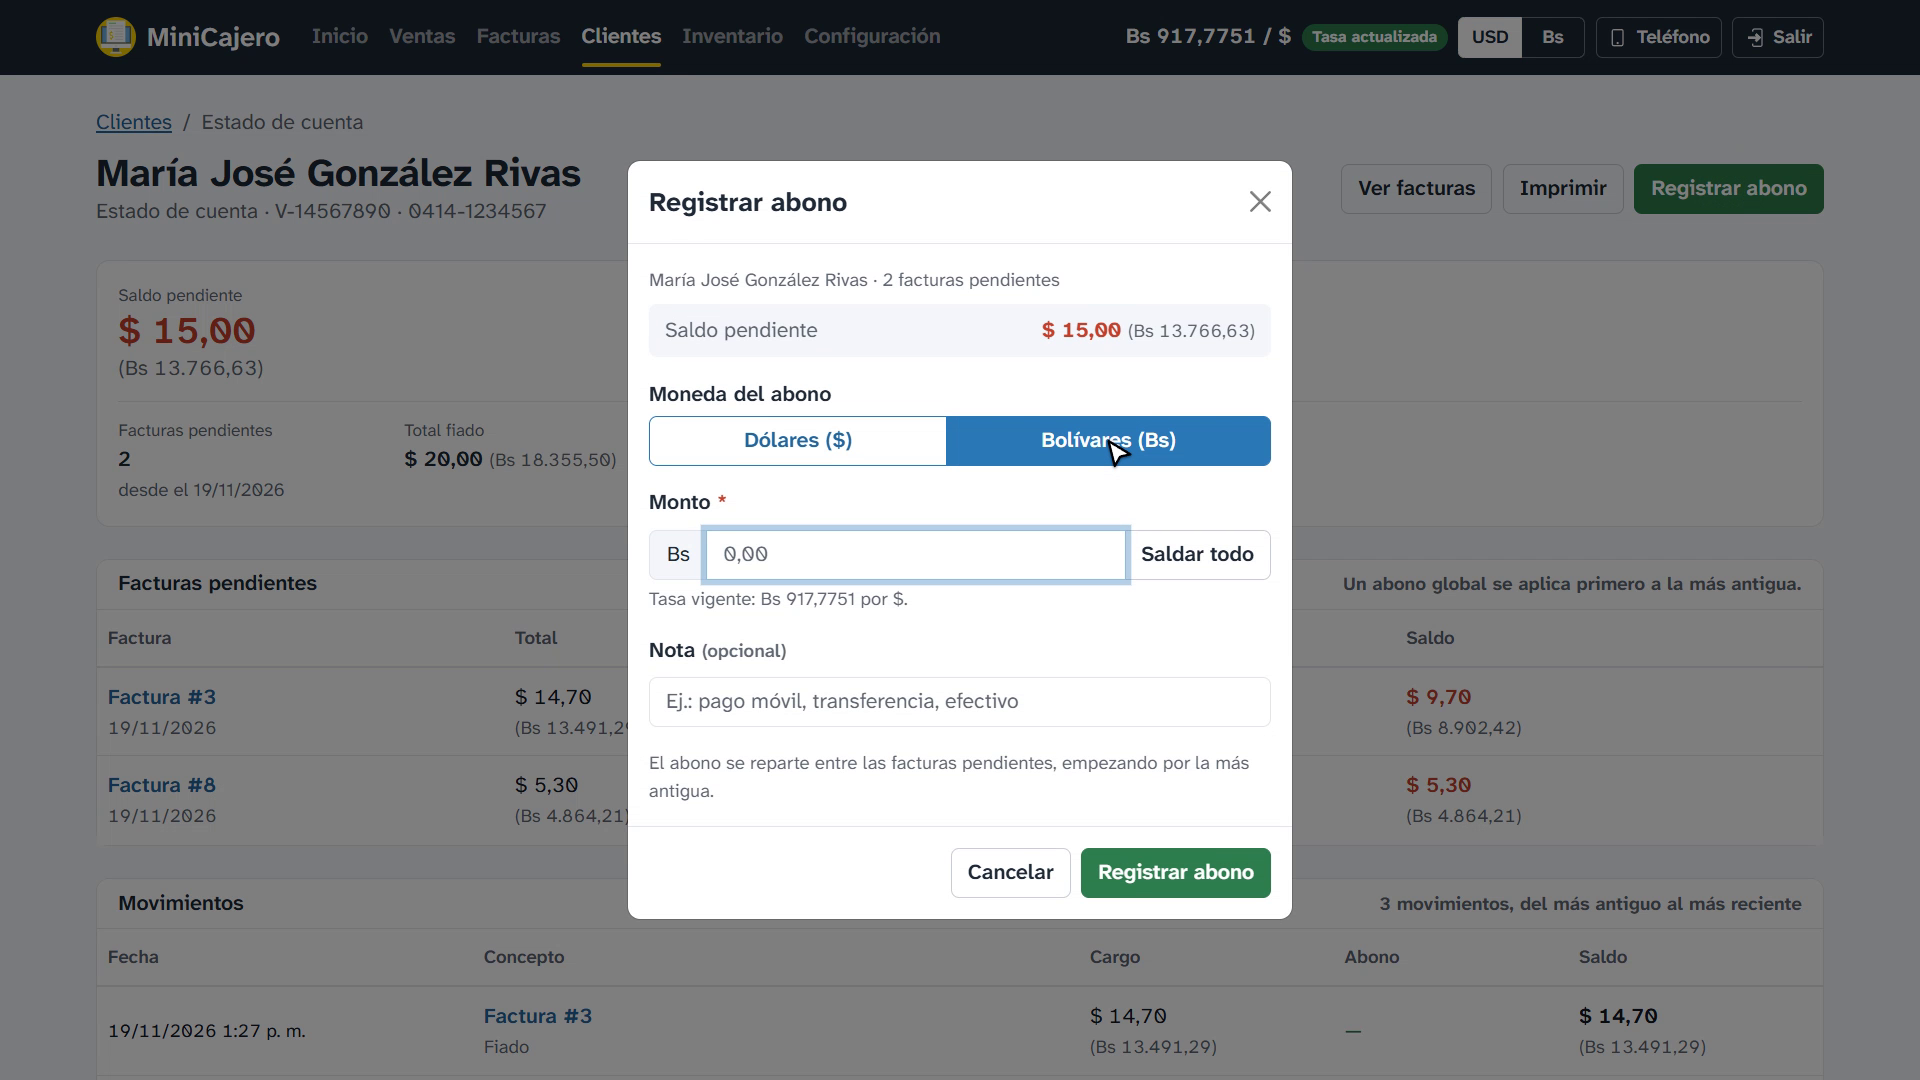 MiniCajero Inicio Ventas Facturas Clientes Inventario Configuración Bs 917,7751 / $ Tasa actualizada USD Bs Teléfono Salir
Clientes / Estado de cuenta
María José González Rivas
Estado de cuenta · V-14567890 · 0414-1234567
Ver facturas Imprimir Registrar abono
Saldo pendiente
$ 15,00
(Bs 13.766,63)
Facturas pendientes
2
desde el 19/11/2026
Total fiado
$ 20,00 (Bs 18.355,50)
Registrar abono
María José González Rivas · 2 facturas pendientes
Saldo pendiente $ 15,00 (Bs 13.766,63)
Moneda del abono
Dólares ($) Bolívares (Bs)
Monto *
Bs 0,00 Saldar todo
Tasa vigente: Bs 917,7751 por $.
Nota (opcional)
Ej.: pago móvil, transferencia, efectivo
El abono se reparte entre las facturas pendientes, empezando por la más
antigua.
Cancelar Registrar abono
Facturas pendientes Un abono global se aplica primero a la más antigua.
Factura Total Saldo
Factura #3 $ 14,70 $ 9,70
19/11/2026 (Bs 13.491,29 (Bs 8.902,42)
Factura #8 $ 5,30 $ 5,30
19/11/2026 (Bs 4.864,21) (Bs 4.864,21)
Movimientos 3 movimientos, del más antiguo al más reciente
Fecha Concepto Cargo Abono Saldo
19/11/2026 1:27 p. m. Factura #3 $ 14,70 — $ 14,70
Fiado (Bs 13.491,29) (Bs 13.491,29)